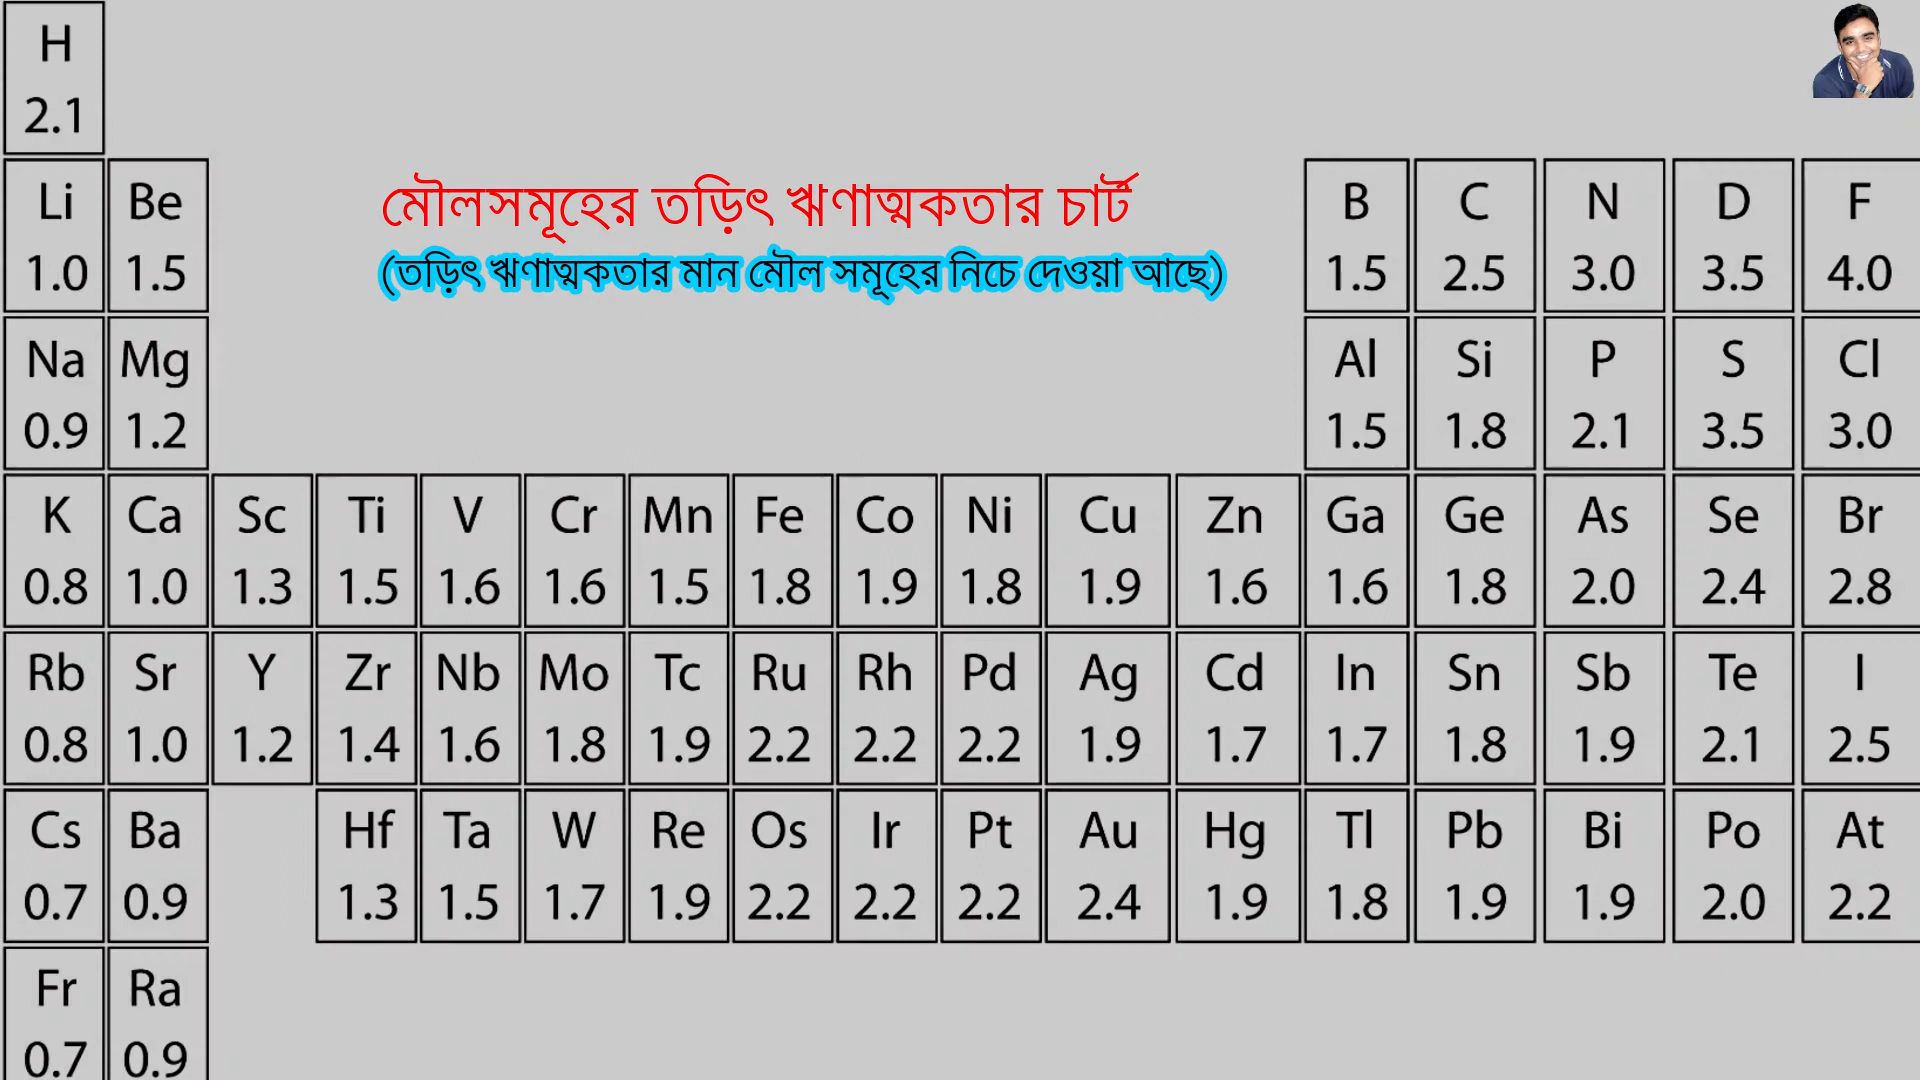 H
2.1
মৌলসমূহের তড়িৎ ঋণাত্মকতার চার্ট
(তড়িৎ ঋণাত্মকতার মান মৌল সমূহের নিচে দেওয়া আছে)
Li Be B C N D F
1.0 1.5 1.5 2.5 3.0 3.5 4.0
Na Mg Al Si P S Cl
0.9 1.2 1.5 1.8 2.1 3.5 3.0
K Ca Sc Ti V Cr Mn Fe Co Ni Cu Zn Ga Ge As Se Br
0.8 1.0 1.3 1.5 1.6 1.6 1.5 1.8 1.9 1.8 1.9 1.6 1.6 1.8 2.0 2.4 2.8
Rb Sr Y Zr Nb Mo Tc Ru Rh Pd Ag Cd In Sn Sb Te I
0.8 1.0 1.2 1.4 1.6 1.8 1.9 2.2 2.2 2.2 1.9 1.7 1.7 1.8 1.9 2.1 2.5
Cs Ba Hf Ta W Re Os Ir Pt Au Hg Tl Pb Bi Po At
0.7 0.9 1.3 1.5 1.7 1.9 2.2 2.2 2.2 2.4 1.9 1.8 1.9 1.9 2.0 2.2
Fr Ra
0.7 0.9